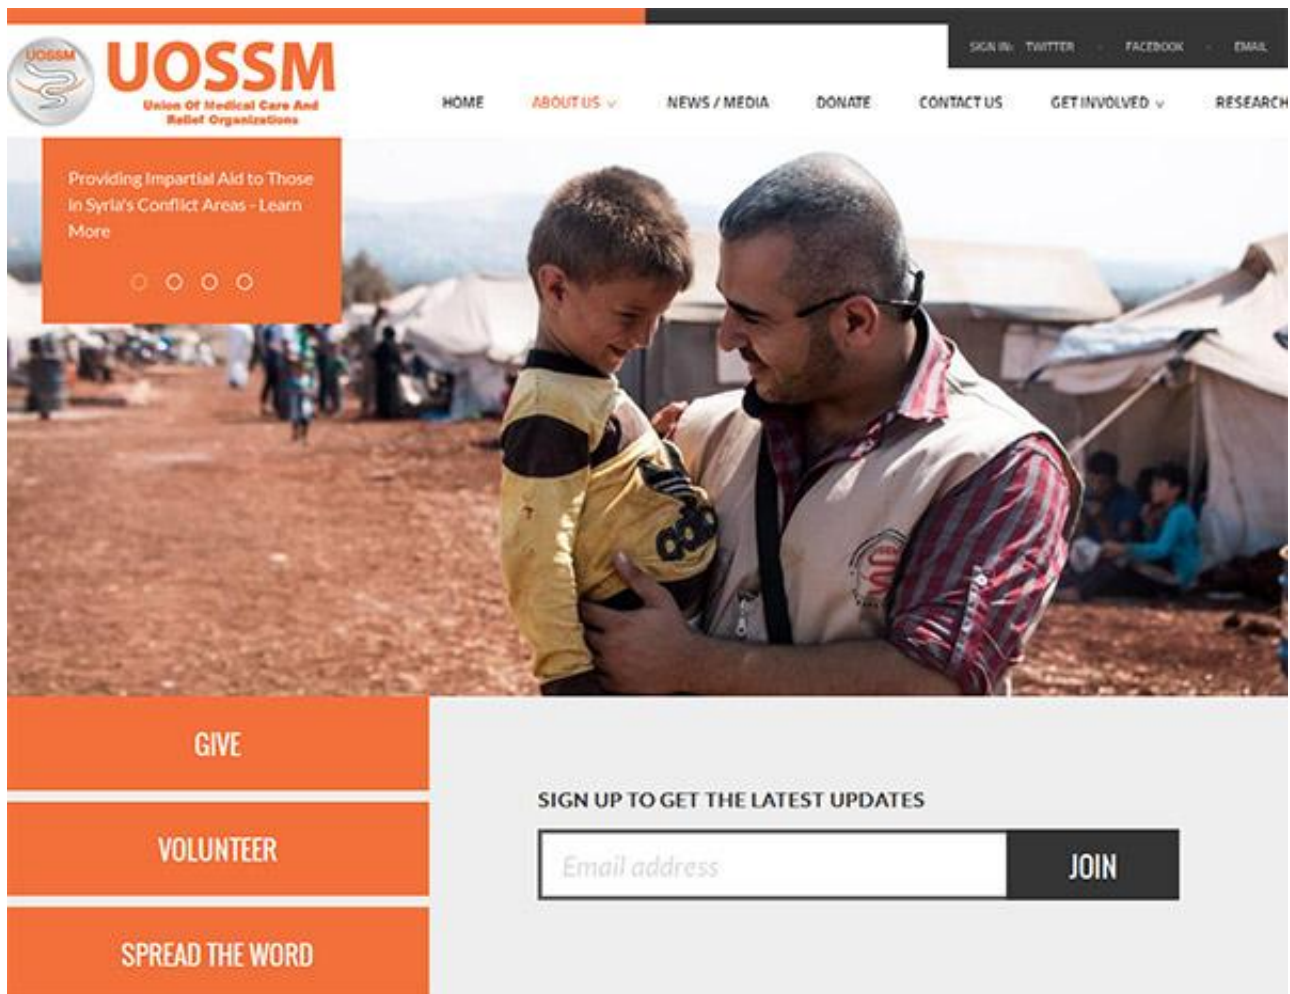 SIGN IN: TWITTER - FACEBOOK - EMAIL
UOSSM
UOSSM
Union Of Medical Care And
Relief Organizations
HOME ABOUT US NEWS / MEDIA DONATE CONTACT US GET INVOLVED RESEARCH
Providing Impartial Aid to Those
in Syria's Conflict Areas - Learn
More
GIVE
VOLUNTEER
SPREAD THE WORD
SIGN UP TO GET THE LATEST UPDATES
Email address JOIN